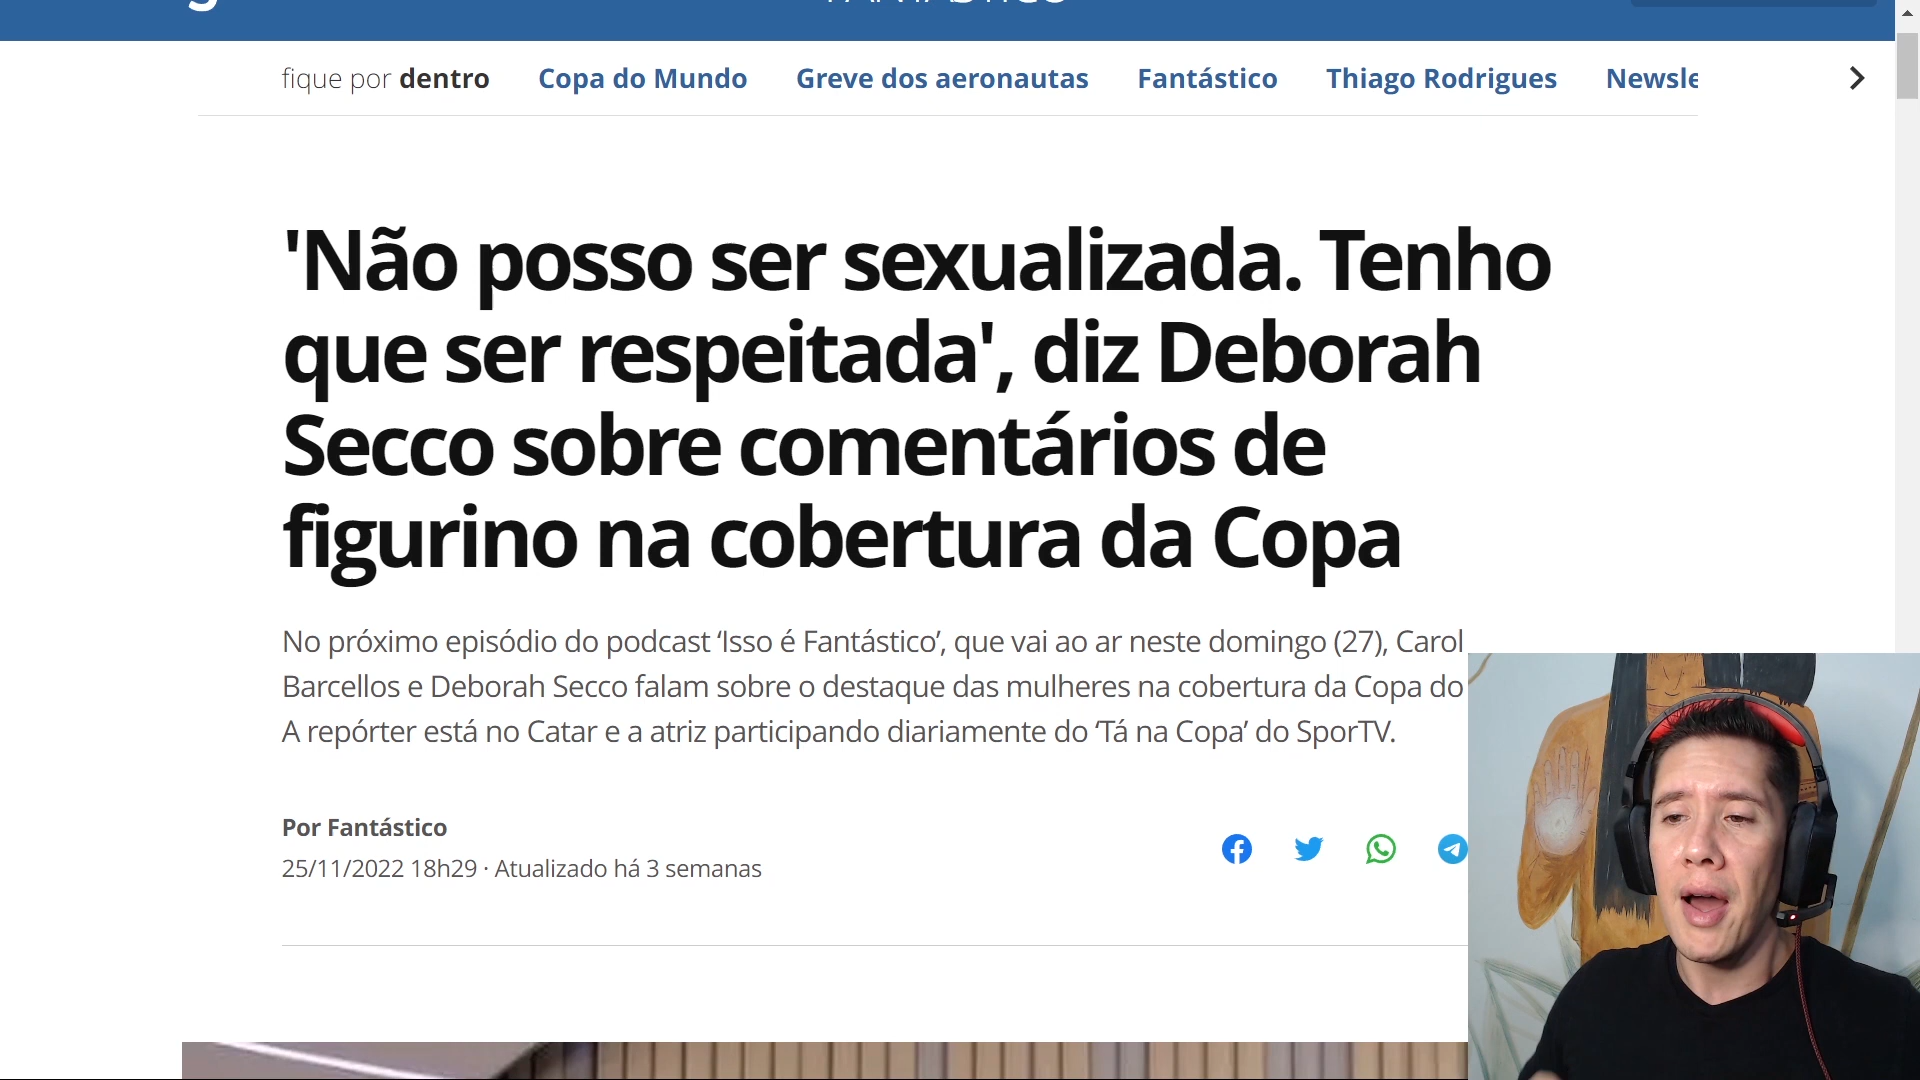 fique por dentro Copa do Mundo Greve dos aeronautas Fantástico Thiago Rodrigues
'Não posso ser sexualizada. Tenho
que ser respeitada', diz Deborah
Secco sobre comentários de
figurino na cobertura da Copa
No próximo episódio do podcast ‘Isso é Fantástico’, que vai ao ar neste domingo (27), Carol
Barcellos e Deborah Secco falam sobre o destaque das mulheres na cobertura da Copa do
A repórter está no Catar e a atriz participando diariamente do ‘Tá na Copa’ do SporTV.
Por Fantástico
25/11/2022 18h29 · Atualizado há 3 semanas